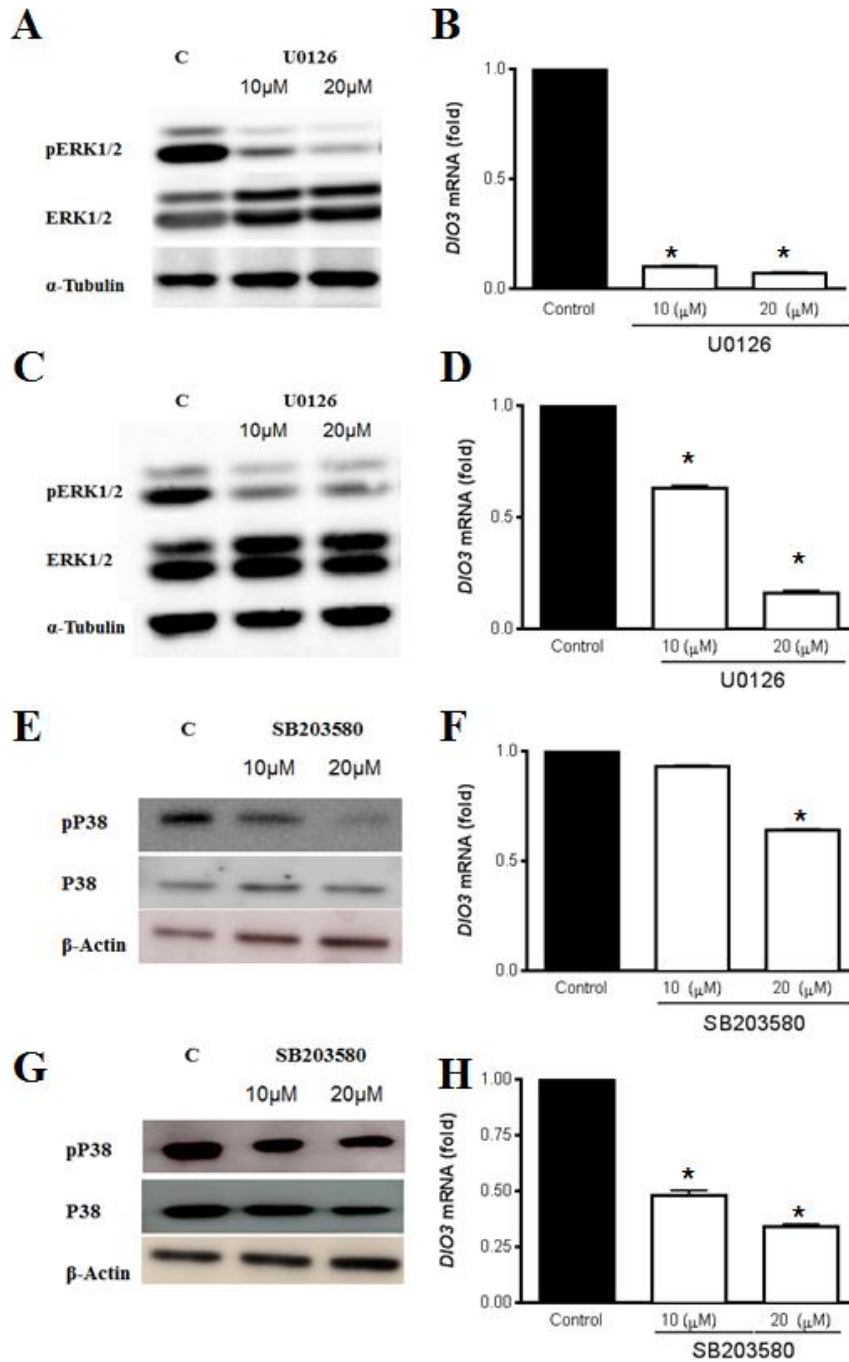 A
C U0126
10μM 20μM
pERK1/2
ERK1/2
α-Tubulin
B
DIO3 mRNA (fold)
1.0
0.5
0.0
* *
Control 10 (μM) 20 (μM)
U0126
C
C U0126
10μM 20μM
pERK1/2
ERK1/2
α-Tubulin
D
DIO3 mRNA (fold)
1.0
0.5
0.0
*
*
Control 10 (μM) 20 (μM)
U0126
E
C SB203580
10μM 20μM
pP38
P38
β-Actin
F
DIO3 mRNA (fold)
1.0
0.5
0.0
*
Control 10 (μM) 20 (μM)
SB203580
G
C SB203580
10μM 20μM
pP38
P38
β-Actin
H
DIO3 mRNA (fold)
1.00
0.75
0.50
0.25
0.00
*
*
Control 10 (μM) 20 (μM)
SB203580